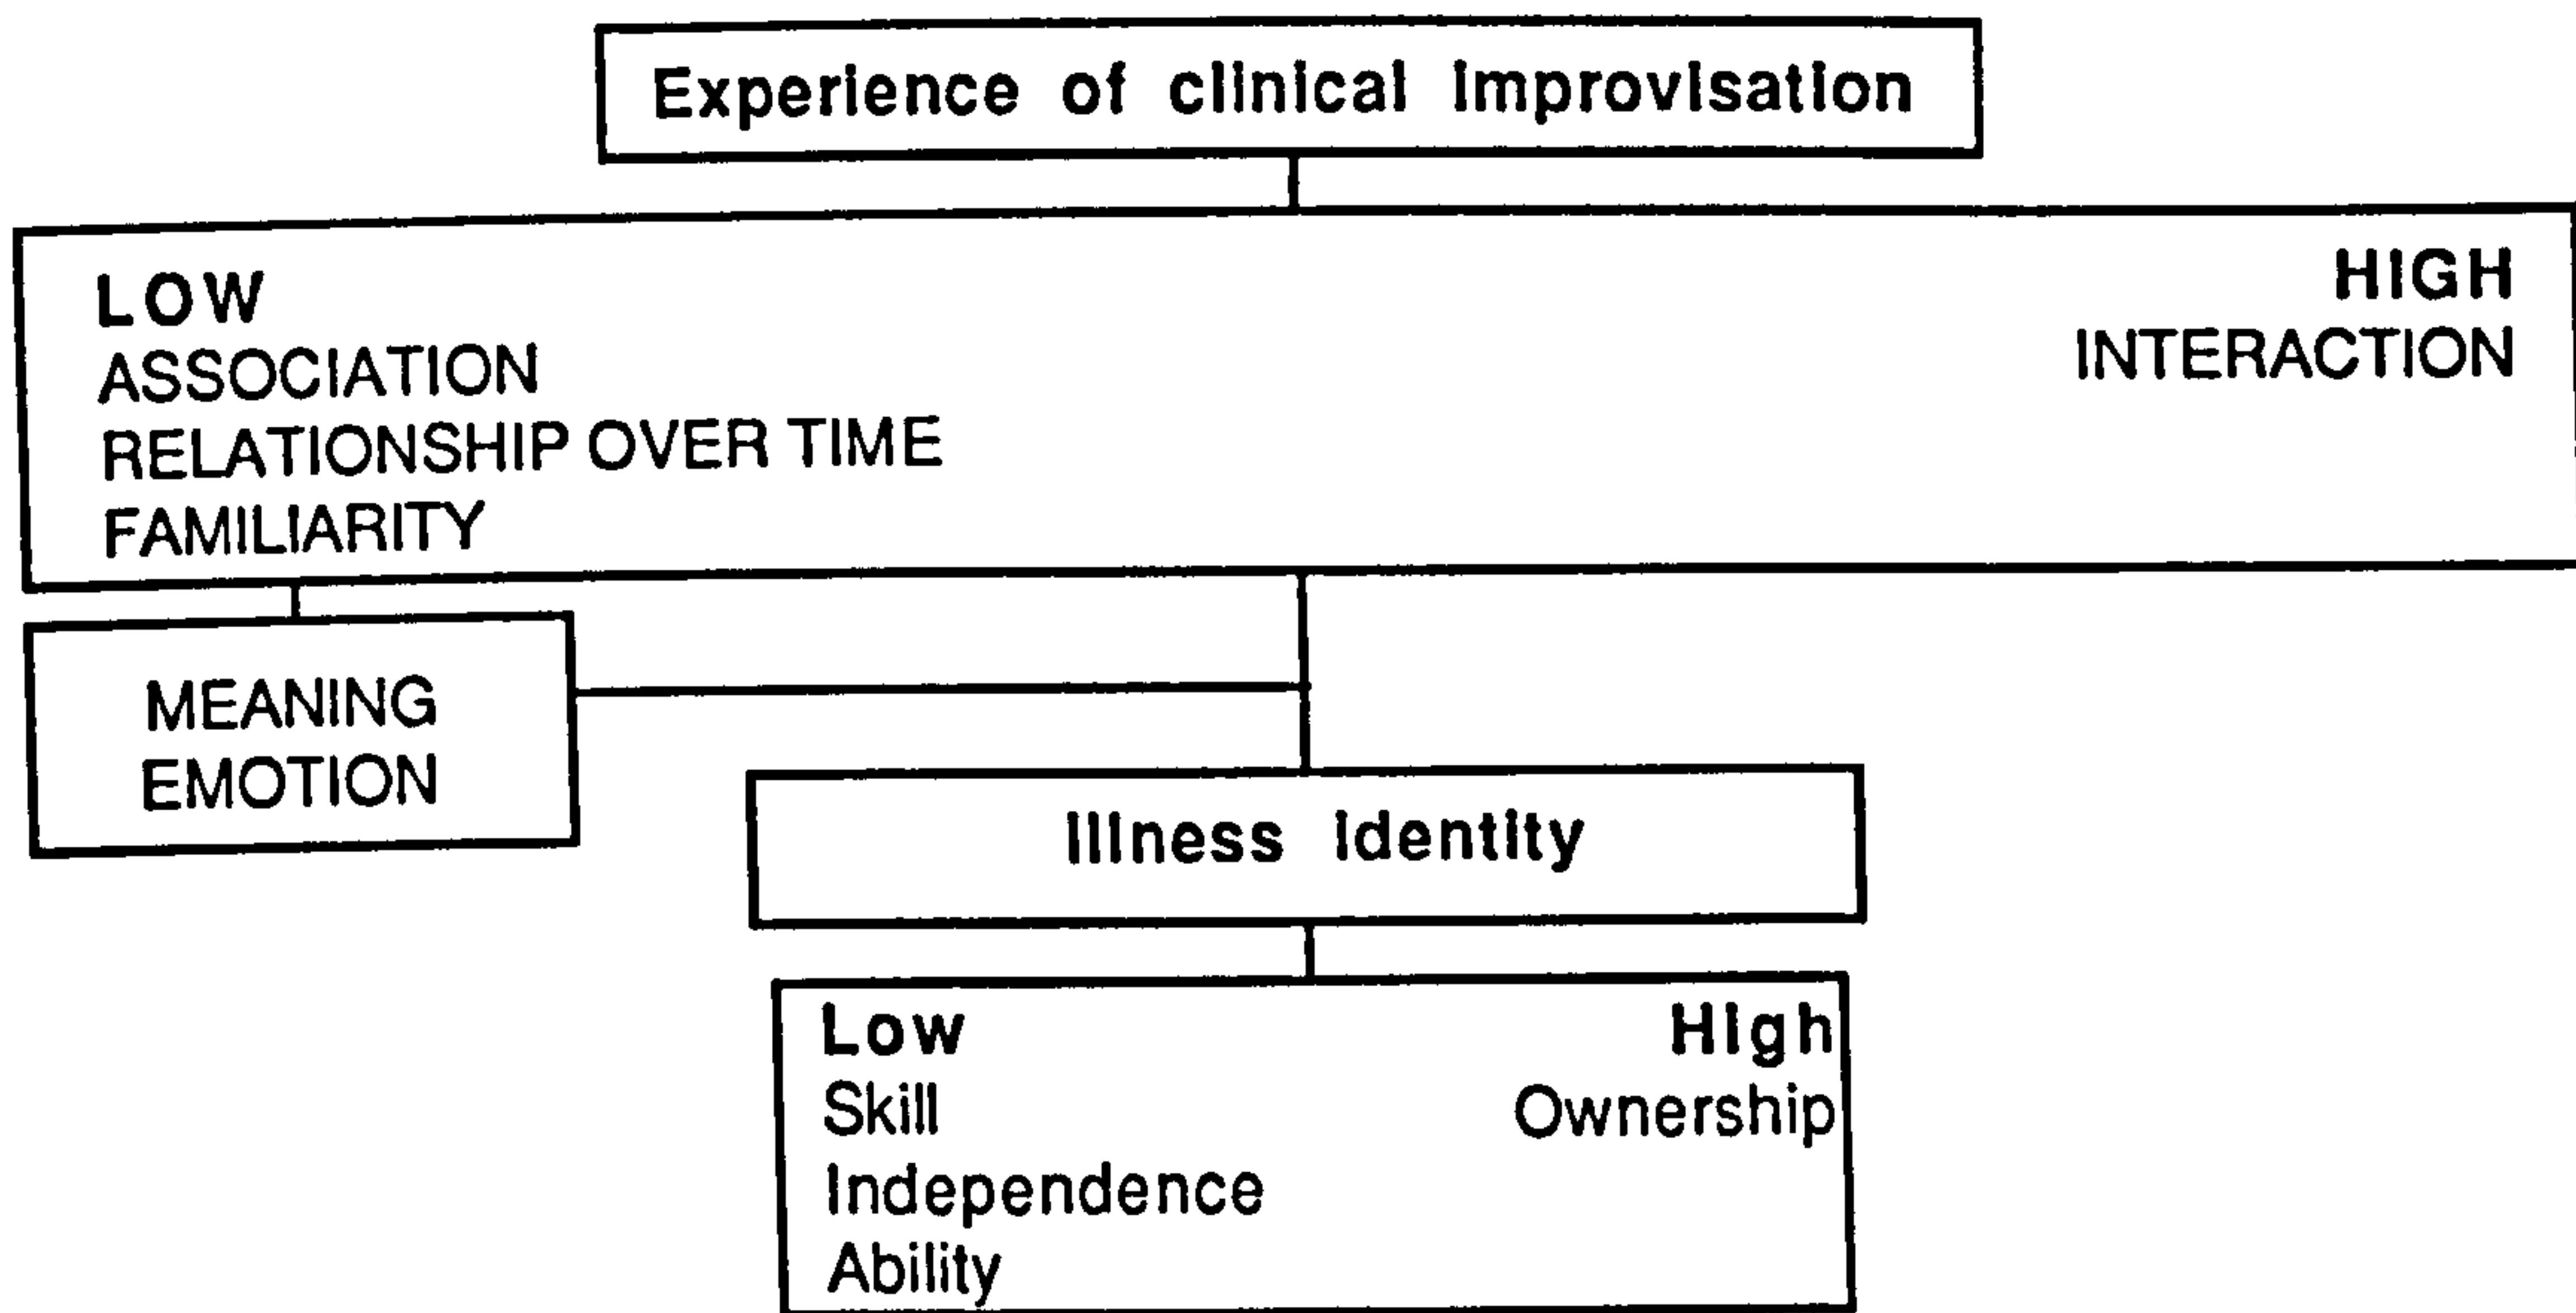 Experience of clinical improvisation
LOW HIGH
ASSOCIATION INTERACTION
RELATIONSHIP OVER TIME
FAMILIARITY
MEANING
EMOTION
Illness identity
Low High
Skill Ownership
Independence
Ability